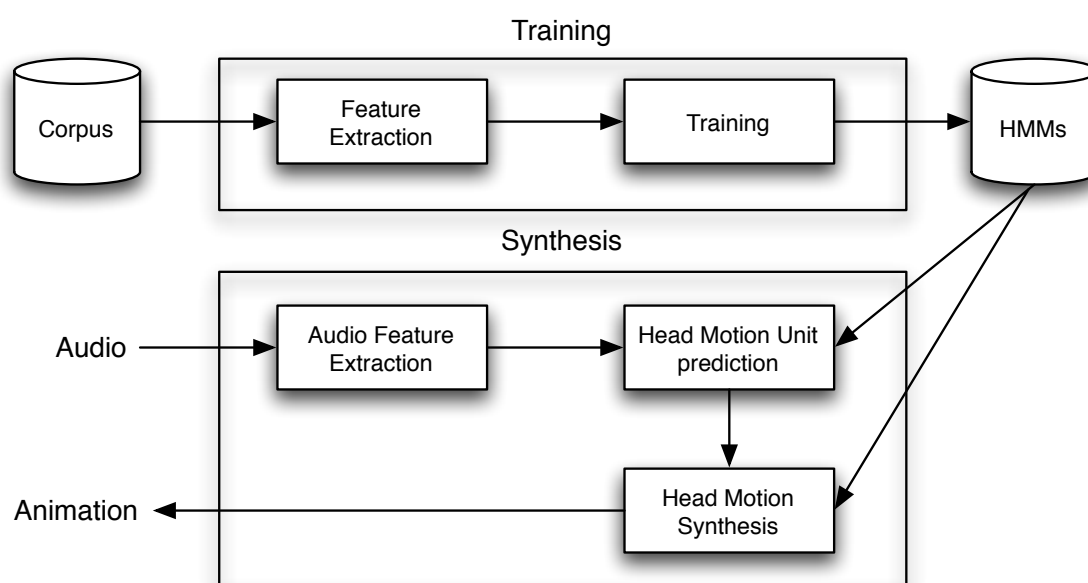 Training
Corpus
Feature
Extraction
Training
HMMs
Synthesis
Audio
Audio Feature
Extraction
Head Motion Unit
prediction
Animation
Head Motion
Synthesis